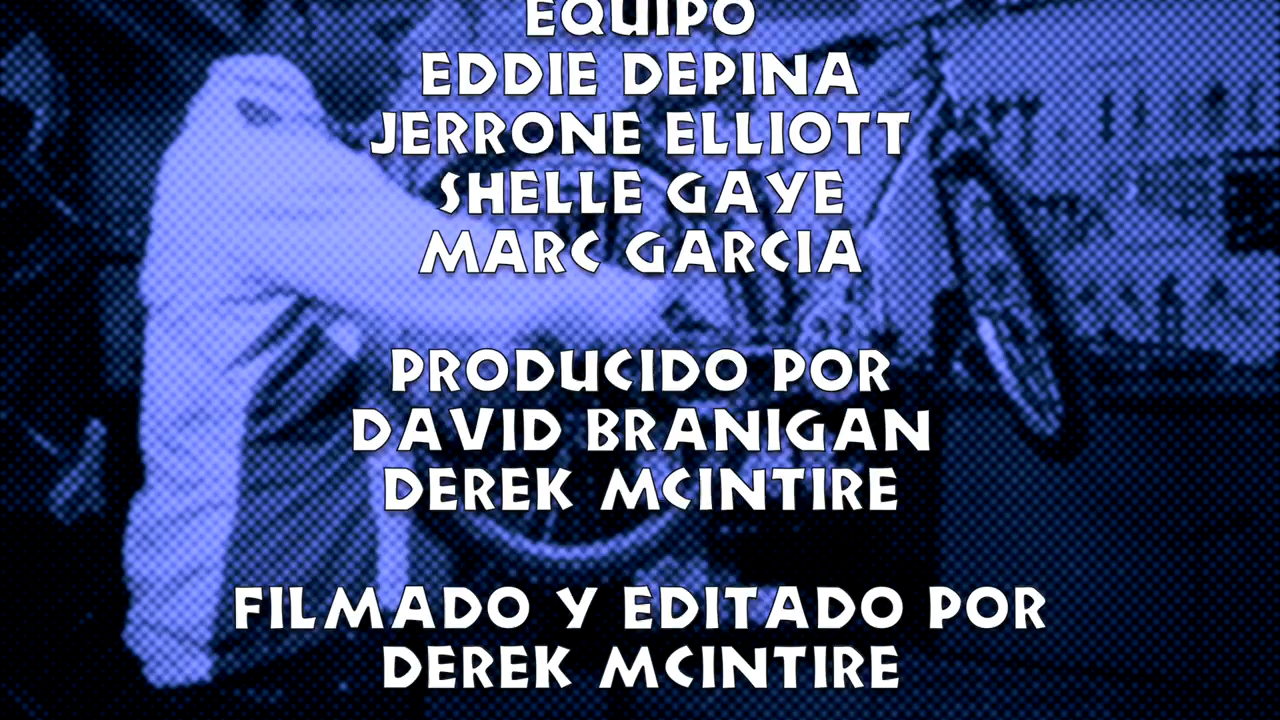 EQUIPO
EDDIE DEPINA
JERRONE ELLIOTT
SHELLE GAYE
MARC GARCIA
PRODUCIDO POR
DAVID BRANIGAN
DEREK MCINTIRE
FILMADO Y EDITADO POR
DEREK MCINTIRE